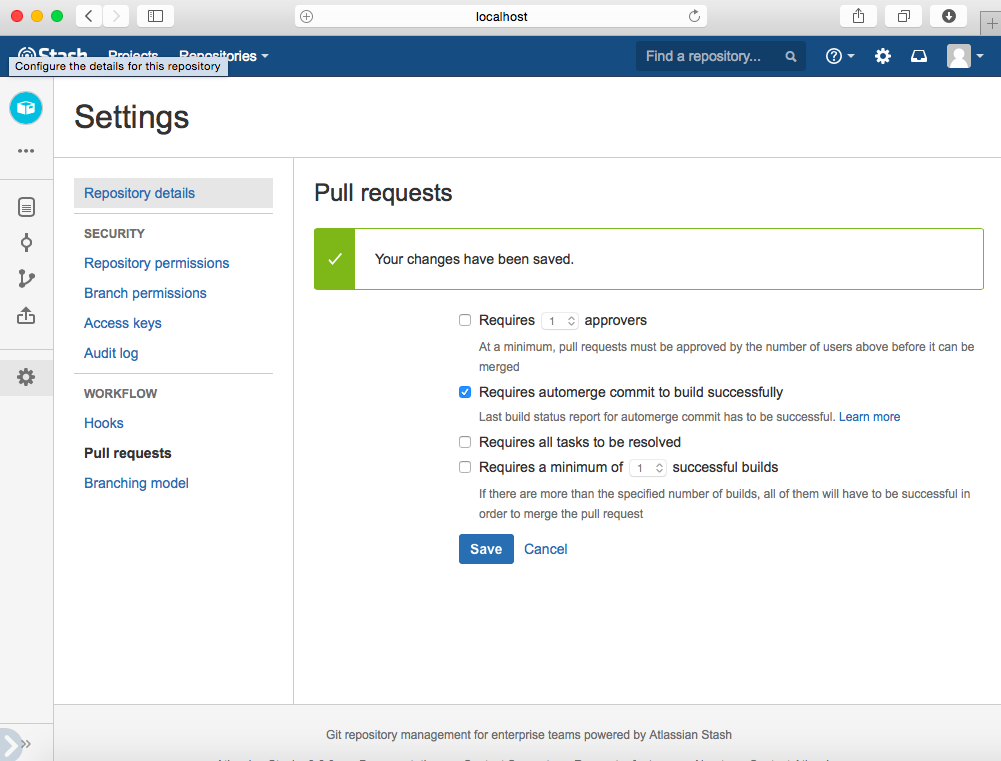 localhost
Stash Projects Repositories
Find a repository...
Configure the details for this repository
Settings
Repository details
SECURITY
Repository permissions
Branch permissions
Access keys
Audit log
WORKFLOW
Hooks
Pull requests
Branching model
Pull requests
Your changes have been saved.
Requires 1 approvers
At a minimum, pull requests must be approved by the number of users above before it can be
merged
Requires automerge commit to build successfully
Last build status report for automerge commit has to be successful. Learn more
Requires all tasks to be resolved
Requires a minimum of 1 successful builds
If there are more than the specified number of builds, all of them will have to be successful in
order to merge the pull request
Save Cancel
Git repository management for enterprise teams powered by Atlassian Stash